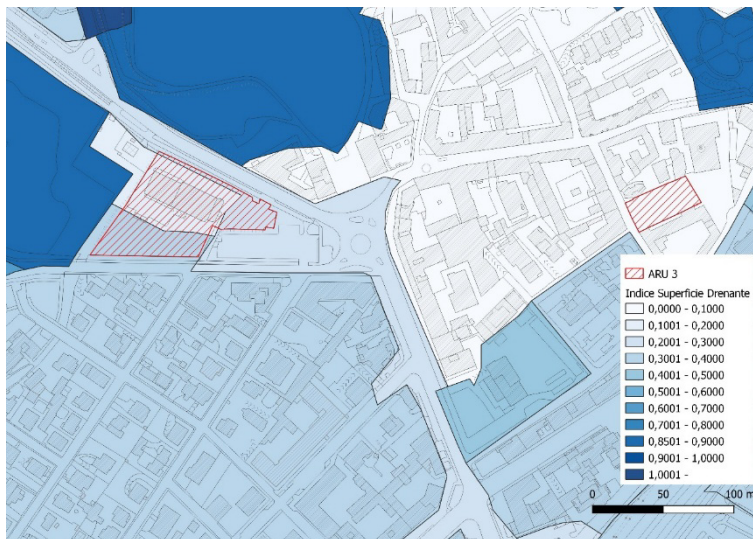 ARU 3
Indice Superficie Drenante
0,0000 - 0,1000
0,1001 - 0,2000
0,2001 - 0,3000
0,3001 - 0,4000
0,4001 - 0,5000
0,5001 - 0,6000
0,6001 - 0,7000
0,7001 - 0,8000
0,8501 - 0,9000
0,9001 - 1,0000
1,0001 -
0 50 100 m